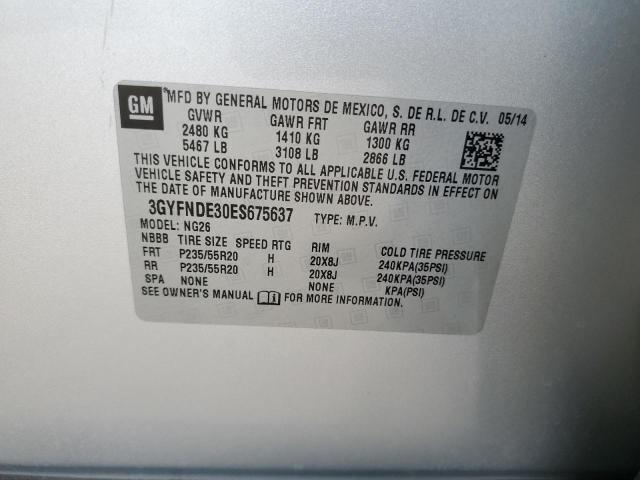 GM
MFD BY GENERAL MOTORS DE MEXICO, S. DE R.L. DE C.V. 05/14
GVWR GAWR FRT GAWR RR
2480 KG 1410 KG 1300 KG
5467 LB 3108 LB 2866 LB
THIS VEHICLE CONFORMS TO ALL APPLICABLE U.S. FEDERAL MOTOR
VEHICLE SAFETY AND THEFT PREVENTION STANDARDS IN EFFECT ON
THE DATE OF MANUFACTURE SHOWN ABOVE.
3GYFNDE30ES675637 TYPE: M.P.V.
MODEL: NG26
NBBB TIRE SIZE SPEED RTG RIM COLD TIRE PRESSURE
FRT P235/55R20 H 20X8J 240KPA(35PSI)
RR P235/55R20 H 20X8J 240KPA(35PSI)
SPA NONE NONE KPA(PSI)
SEE OWNER'S MANUAL FOR MORE INFORMATION.